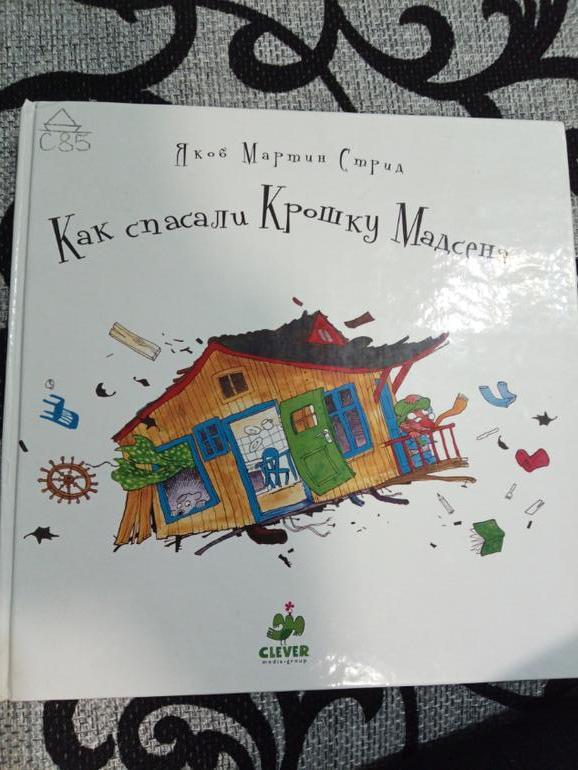 С85
Якоб Мартин Стрид
Как спасали Крошку Мадсена
CLEVER
media-group